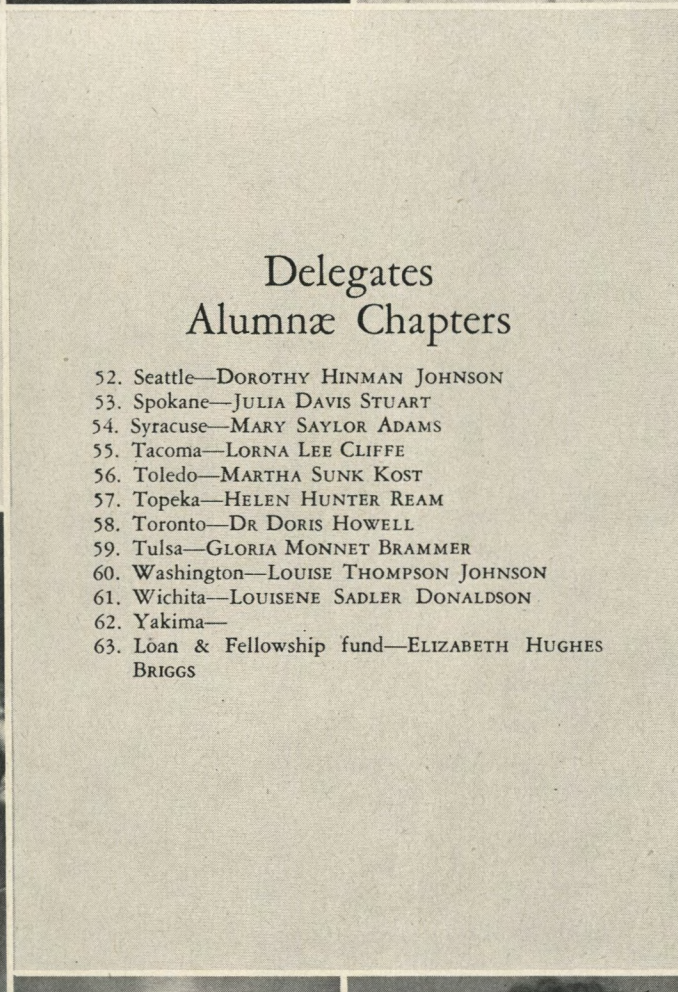 Delegates
Alumnæ Chapters
52. Seattle—DOROTHY HINMAN JOHNSON
53. Spokane—JULIA DAVIS STUART
54. Syracuse—MARY SAYLOR ADAMS
55. Tacoma—LORNA LEE CLIFFE
56. Toledo—MARTHA SUNK KOST
57. Topeka—HELEN HUNTER REAM
58. Toronto—DR DORIS HOWELL
59. Tulsa—GLORIA MONNET BRAMMER
60. Washington—LOUISE THOMPSON JOHNSON
61. Wichita—LOUISENE SADLER DONALDSON
62. Yakima—
63. Loan & Fellowship fund—ELIZABETH HUGHES
BRIGGS